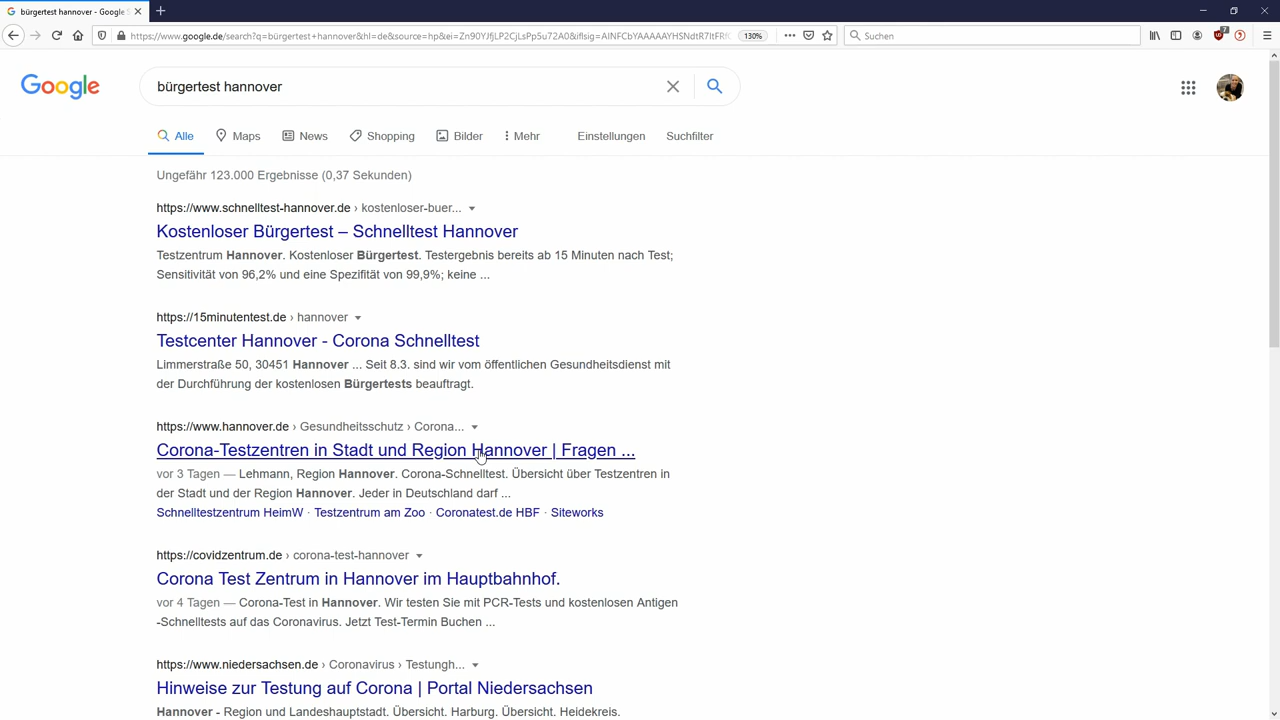 bürgertest hannover - Google S
https://www.google.de/search?q=bürgertest+hannover&hl=de&source=hp&ei=
130%
Suchen
7
Google
bürgertest hannover
Alle
Maps
News
Shopping
Bilder
Mehr
Einstellungen
Suchfilter
Ungefähr 123.000 Ergebnisse (0,37 Sekunden)
https://www.schnelltest-hannover.de › kostenloser-buer...
Kostenloser Bürgertest – Schnelltest Hannover
Testzentrum Hannover. Kostenloser Bürgertest. Testergebnis bereits ab 15 Minuten nach Test;
Sensitivität von 96,2% und eine Spezifität von 99,9%; keine ...
https://15minutentest.de › hannover
Testcenter Hannover - Corona Schnelltest
Limmerstraße 50, 30451 Hannover ... Seit 8.3. sind wir vom öffentlichen Gesundheitsdienst mit
der Durchführung der kostenlosen Bürgertests beauftragt.
https://www.hannover.de › Gesundheitsschutz › Corona...
Corona-Testzentren in Stadt und Region Hannover | Fragen ...
vor 3 Tagen — Lehmann, Region Hannover. Corona-Schnelltest. Übersicht über Testzentren in
der Stadt und der Region Hannover. Jeder in Deutschland darf ...
Schnelltestzentrum HeimW · Testzentrum am Zoo · Coronatest.de HBF · Siteworks
https://covidzentrum.de › corona-test-hannover
Corona Test Zentrum in Hannover im Hauptbahnhof.
vor 4 Tagen — Corona-Test in Hannover. Wir testen Sie mit PCR-Tests und kostenlosen Antigen
-Schnelltests auf das Coronavirus. Jetzt Test-Termin Buchen ...
https://www.niedersachsen.de › Coronavirus › Testungh...
Hinweise zur Testung auf Corona | Portal Niedersachsen
Hannover - Region und Landeshauptstadt. Übersicht. Harburg. Übersicht. Heidekreis.